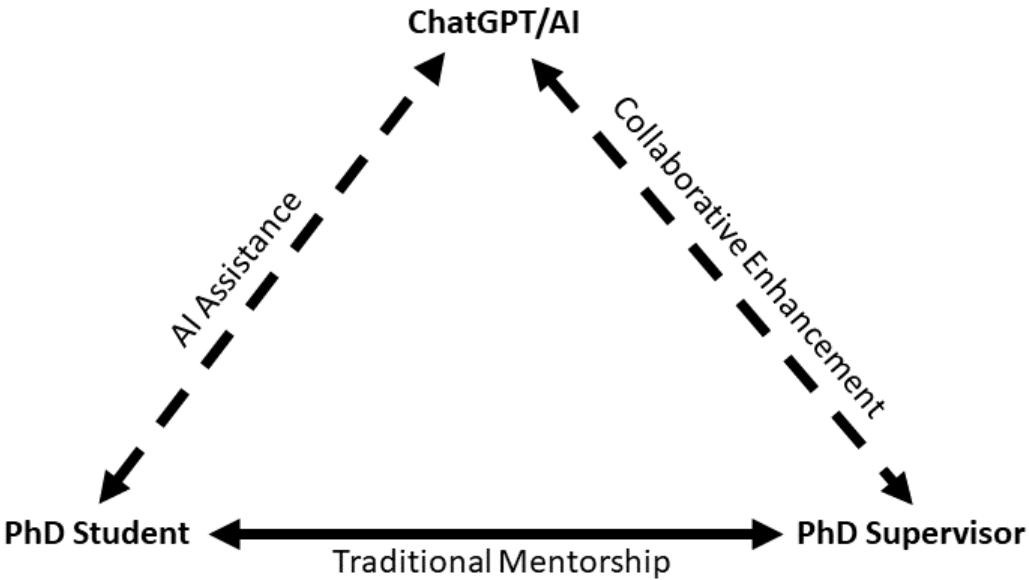 ChatGPT/AI
AI Assistance
Collaborative Enhancement
PhD Student
PhD Supervisor
Traditional Mentorship